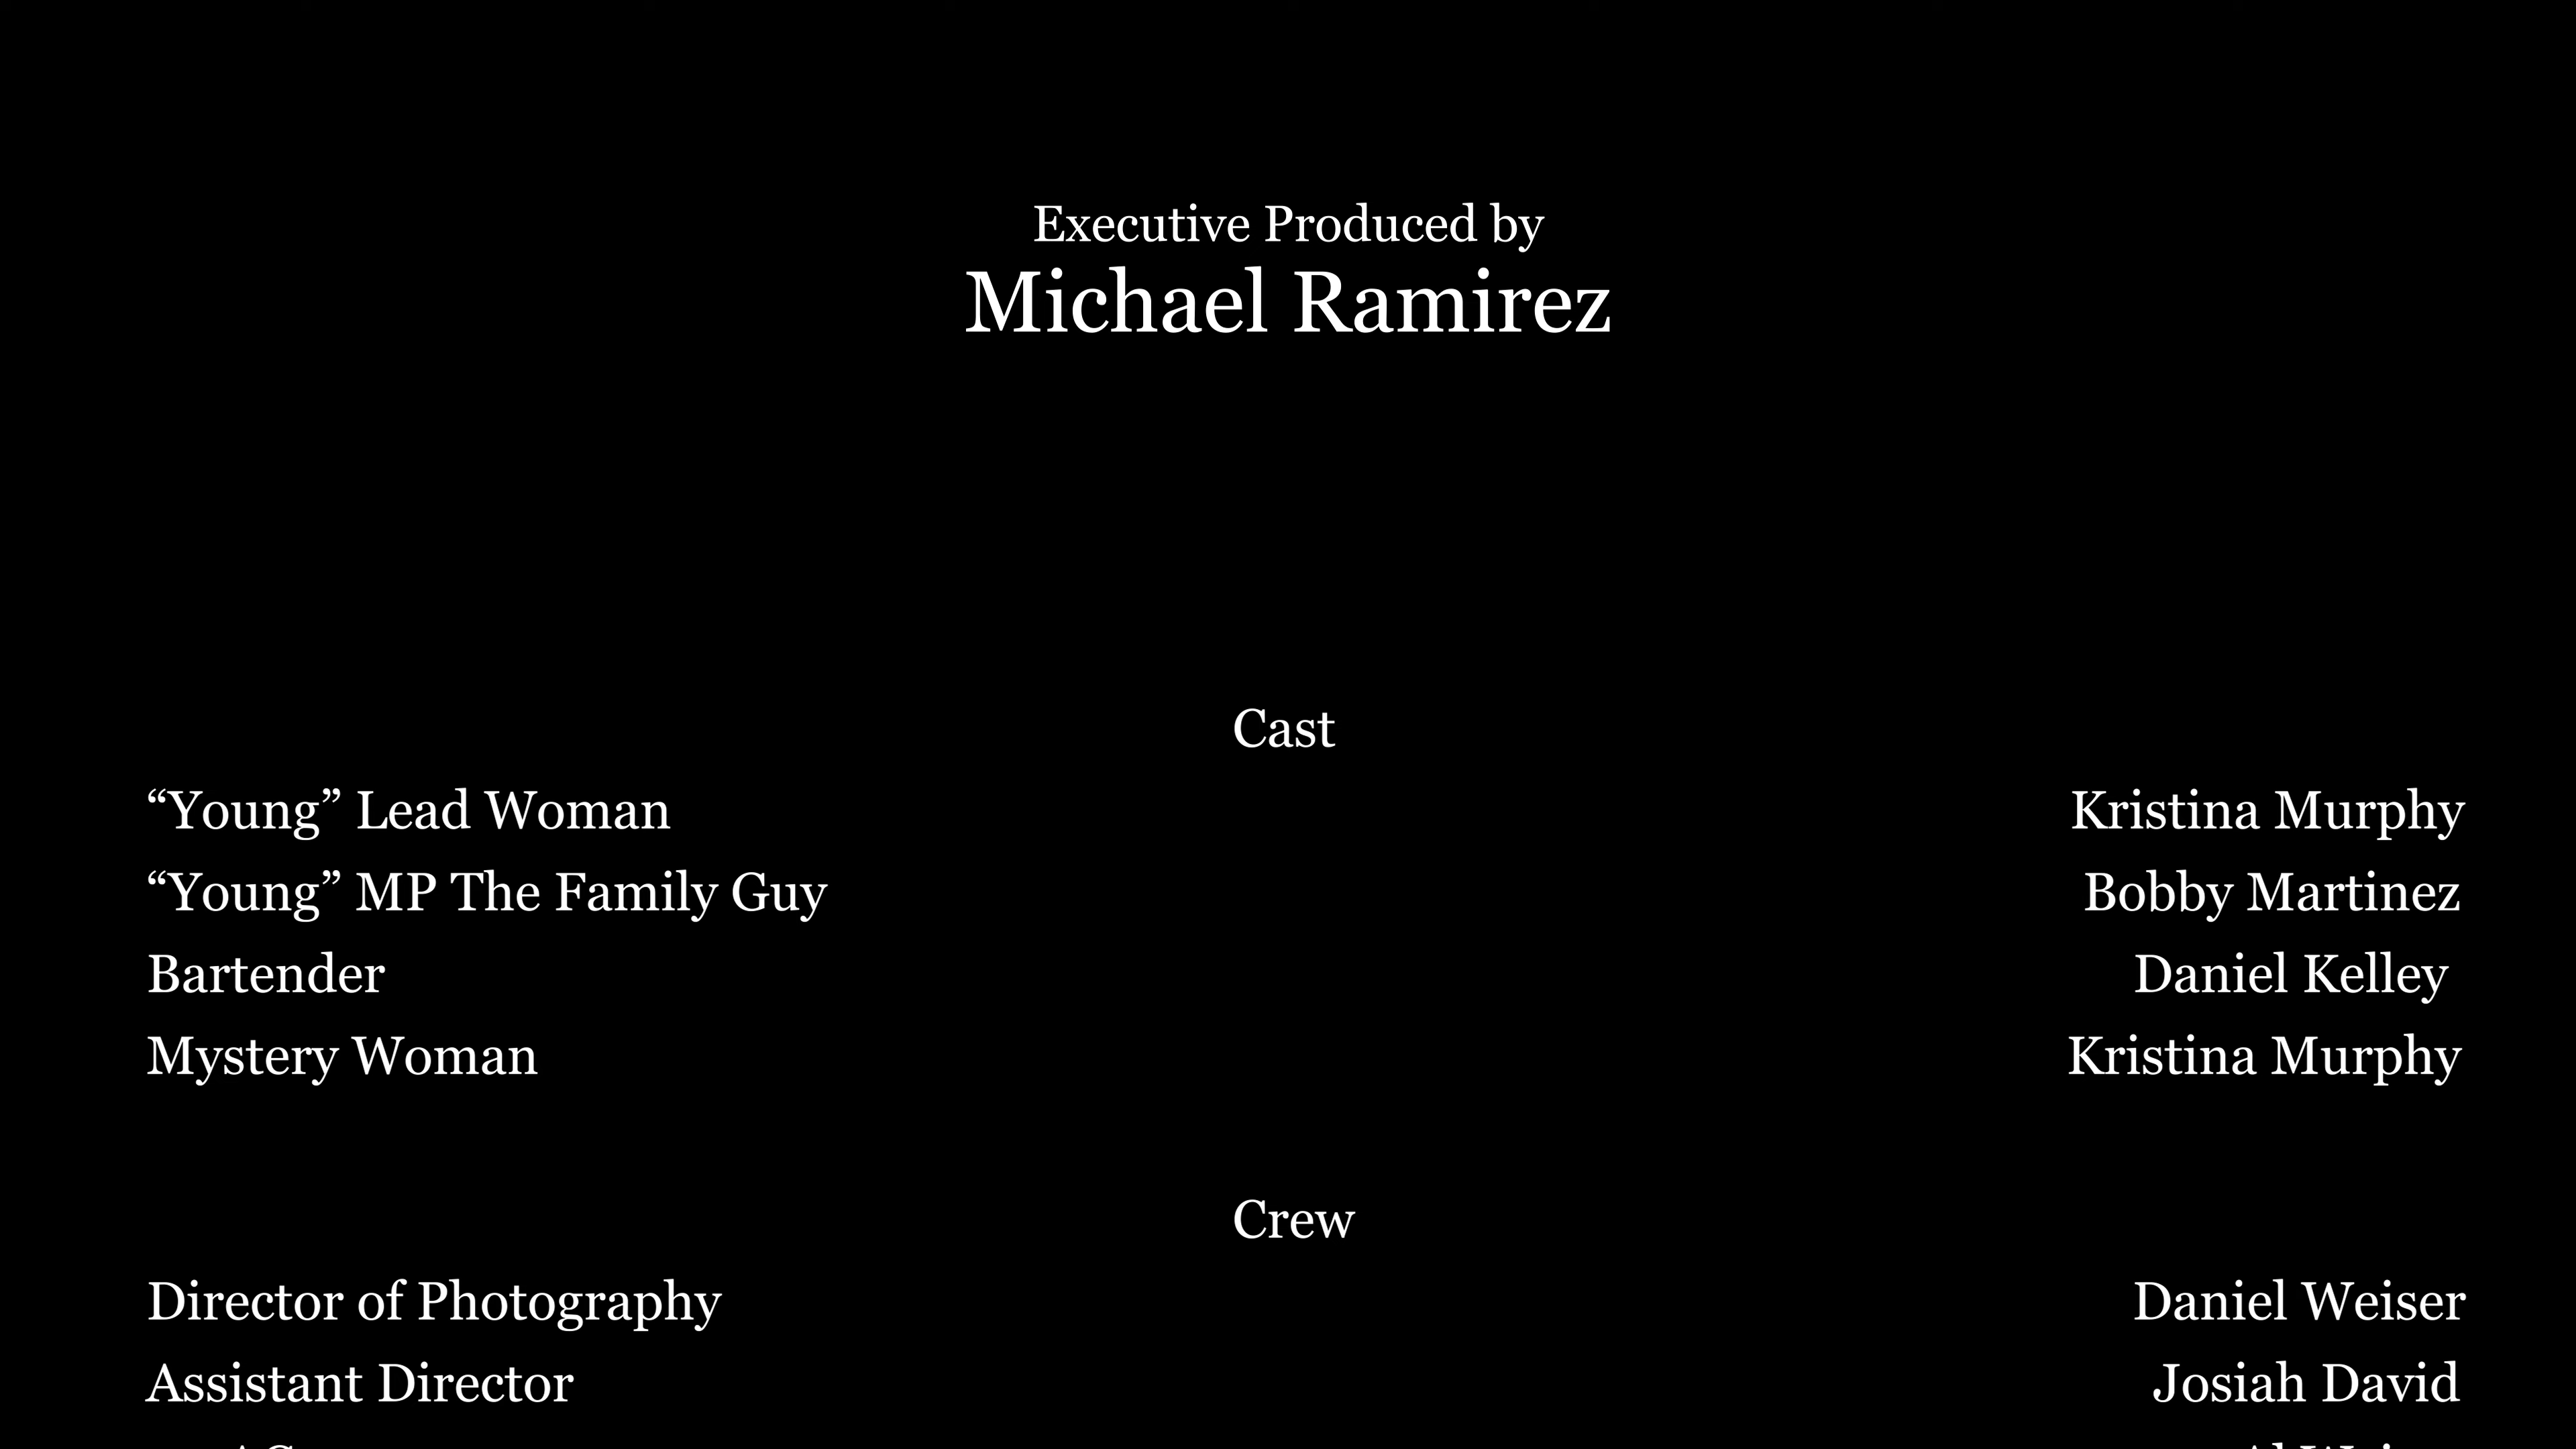 Executive Produced by
Michael Ramirez
Cast
“Young” Lead Woman Kristina Murphy
“Young” MP The Family Guy Bobby Martinez
Bartender Daniel Kelley
Mystery Woman Kristina Murphy
Crew
Director of Photography Daniel Weiser
Assistant Director Josiah David